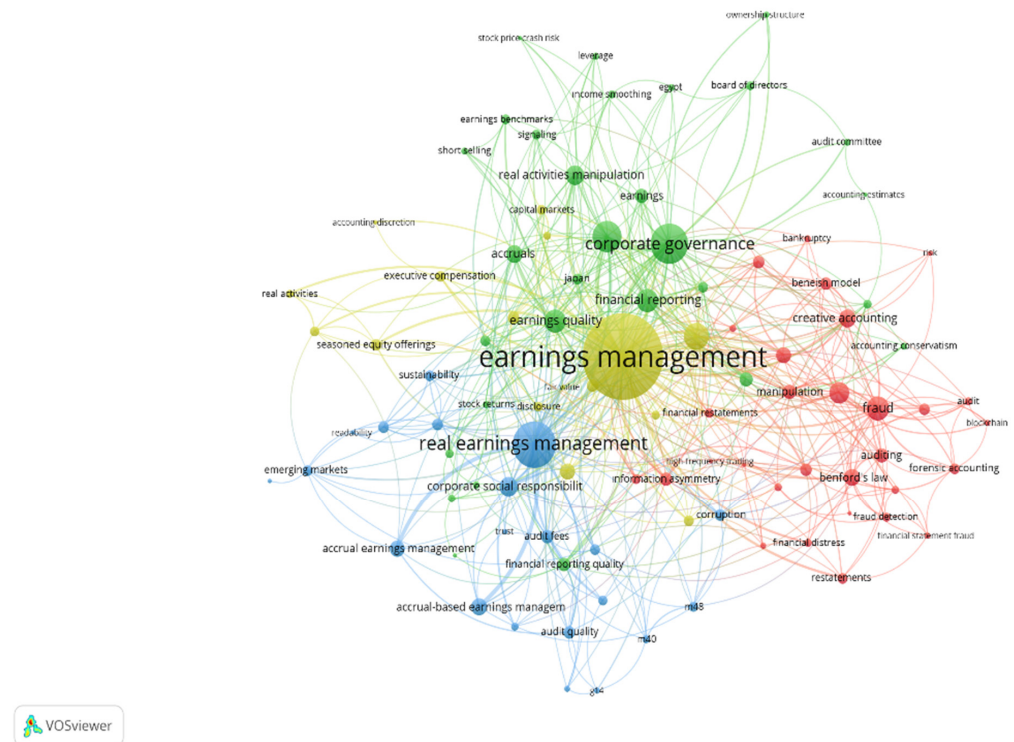 ownership structure
stock price crash risk
leverage
income smoothing
egypt
board of directors
earnings benchmarks
signaling
short selling
audit committee
real activities manipulation
earnings
accounting estimates
capital markets
accounting discretion
corporate governance
bankruptcy
accruals
risk
executive compensation
japan
beneish model
real activities
financial reporting
earnings quality
creative accounting
seasoned equity offerings
accounting conservatism
earnings management
sustainability
fair value
manipulation
stock returns
disclosure
financial restatements
fraud
audit
blockchain
readability
real earnings management
auditing
high-frequency trading
emerging markets
information asymmetry
benford's law
forensic accounting
corporate social responsibilit
corruption
fraud detection
trust
audit fees
financial statement fraud
accrual earnings management
financial distress
financial reporting quality
restatements
accrual-based earnings managem
m48
audit quality
m40
g14
VOSviewer